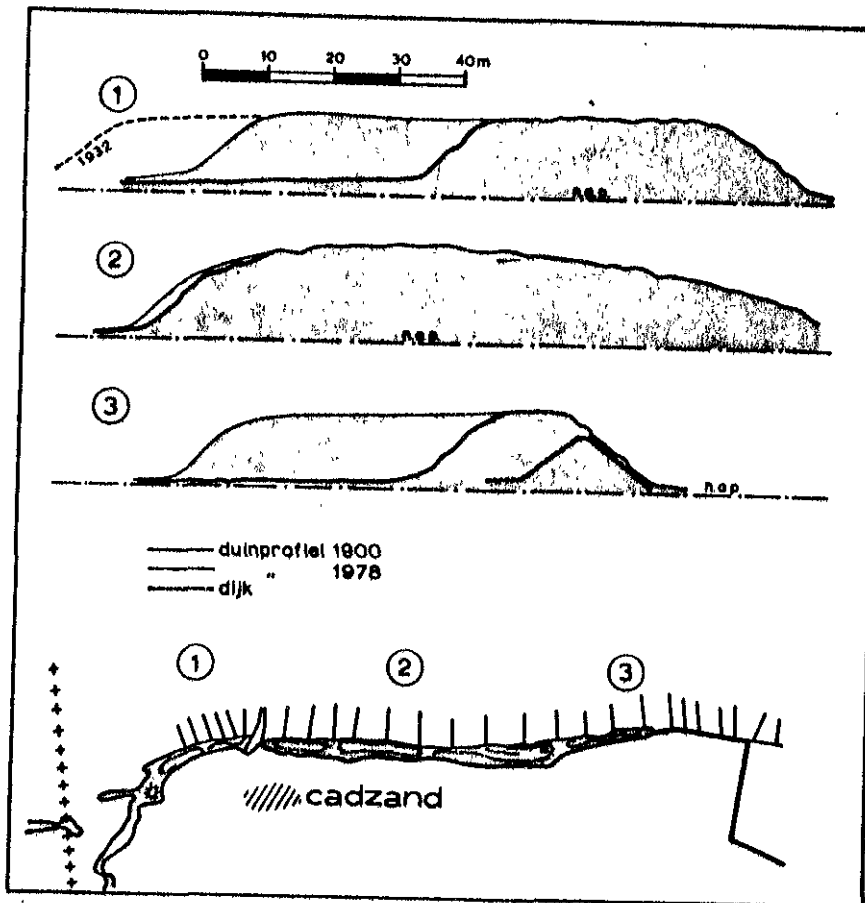 0 10 20 30 40m
1
1932
n.a.p.
2
n.a.p.
3
n.a.p.
duinprofiel 1900
" 1978
dijk
1 2 3
cadzand